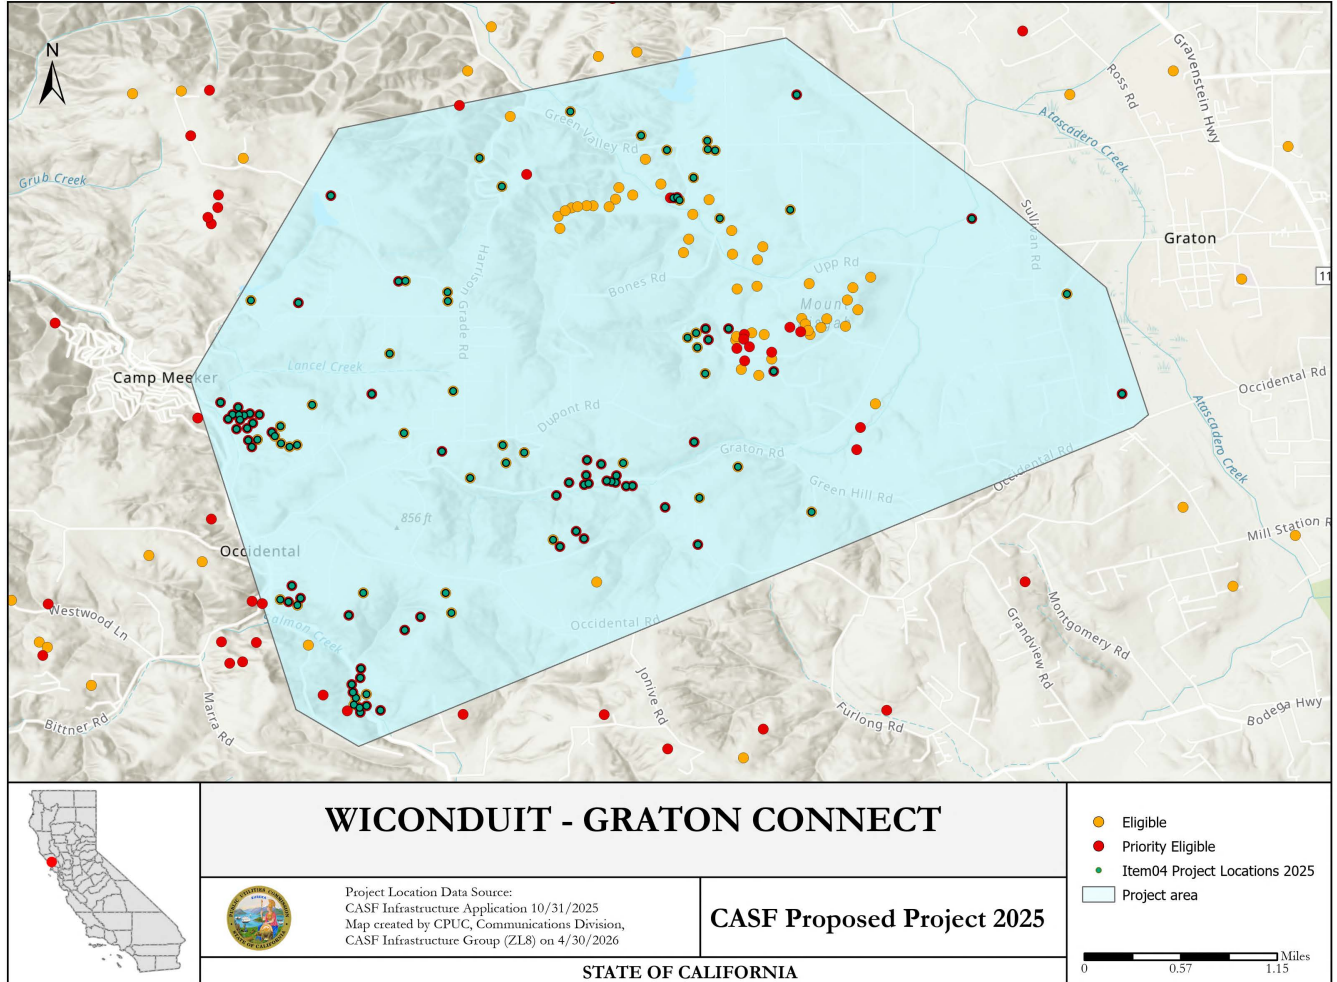 N
Grub Creek
Green Valley Rd
Gravenstein Hwy
Ross Rd
Atascadero Creek
Sullivan Rd
Graton
11
Harrison Grade Rd
Bones Rd
Upp Rd
Mount
Lancel Creek
Camp Meeker
Dupont Rd
Graton Rd
Green Hill Rd
Occidental Rd
Occidental Rd
Atascadero Creek
856 ft
Occidental
Mill Station R
Westwood Ln
Salmon Creek
Occidental Rd
Montgomery Rd
Grandview Rd
Jonive Rd
Furlong Rd
Bodega Hwy
Marra Rd
Bittner Rd
WICONDUIT - GRATON CONNECT
Project Location Data Source:
CASF Infrastructure Application 10/31/2025
Map created by CPUC, Communications Division,
CASF Infrastructure Group (ZL8) on 4/30/2026
CASF Proposed Project 2025
STATE OF CALIFORNIA
Eligible
Priority Eligible
Item04 Project Locations 2025
Project area
Miles
0 0.57 1.15